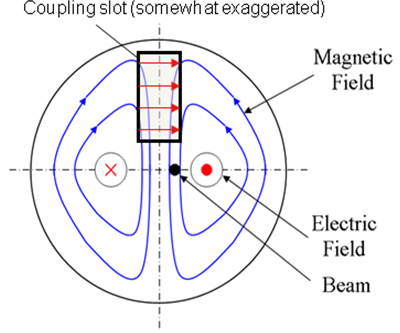 Coupling slot (somewhat exaggerated)
Magnetic
Field
Electric
Field
Beam